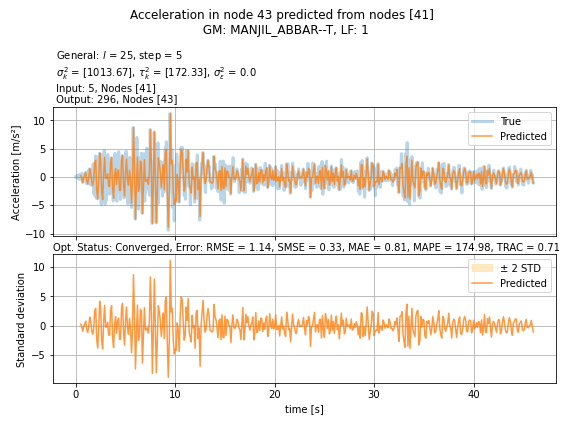 Acceleration in node 43 predicted from nodes [41]
GM: MANJIL_ABBAR--T, LF: 1
General: l = 25, step = 5
σ²ₖ = [1013.67], τ²ₖ = [172.33], σ²ε = 0.0
Input: 5, Nodes [41]
Output: 296, Nodes [43]
Acceleration [m/s²]
10
5
0
−5
−10
True
Predicted
Opt. Status: Converged, Error: RMSE = 1.14, SMSE = 0.33, MAE = 0.81, MAPE = 174.98, TRAC = 0.71
Standard deviation
10
5
0
−5
± 2 STD
Predicted
0 10 20 30 40
time [s]